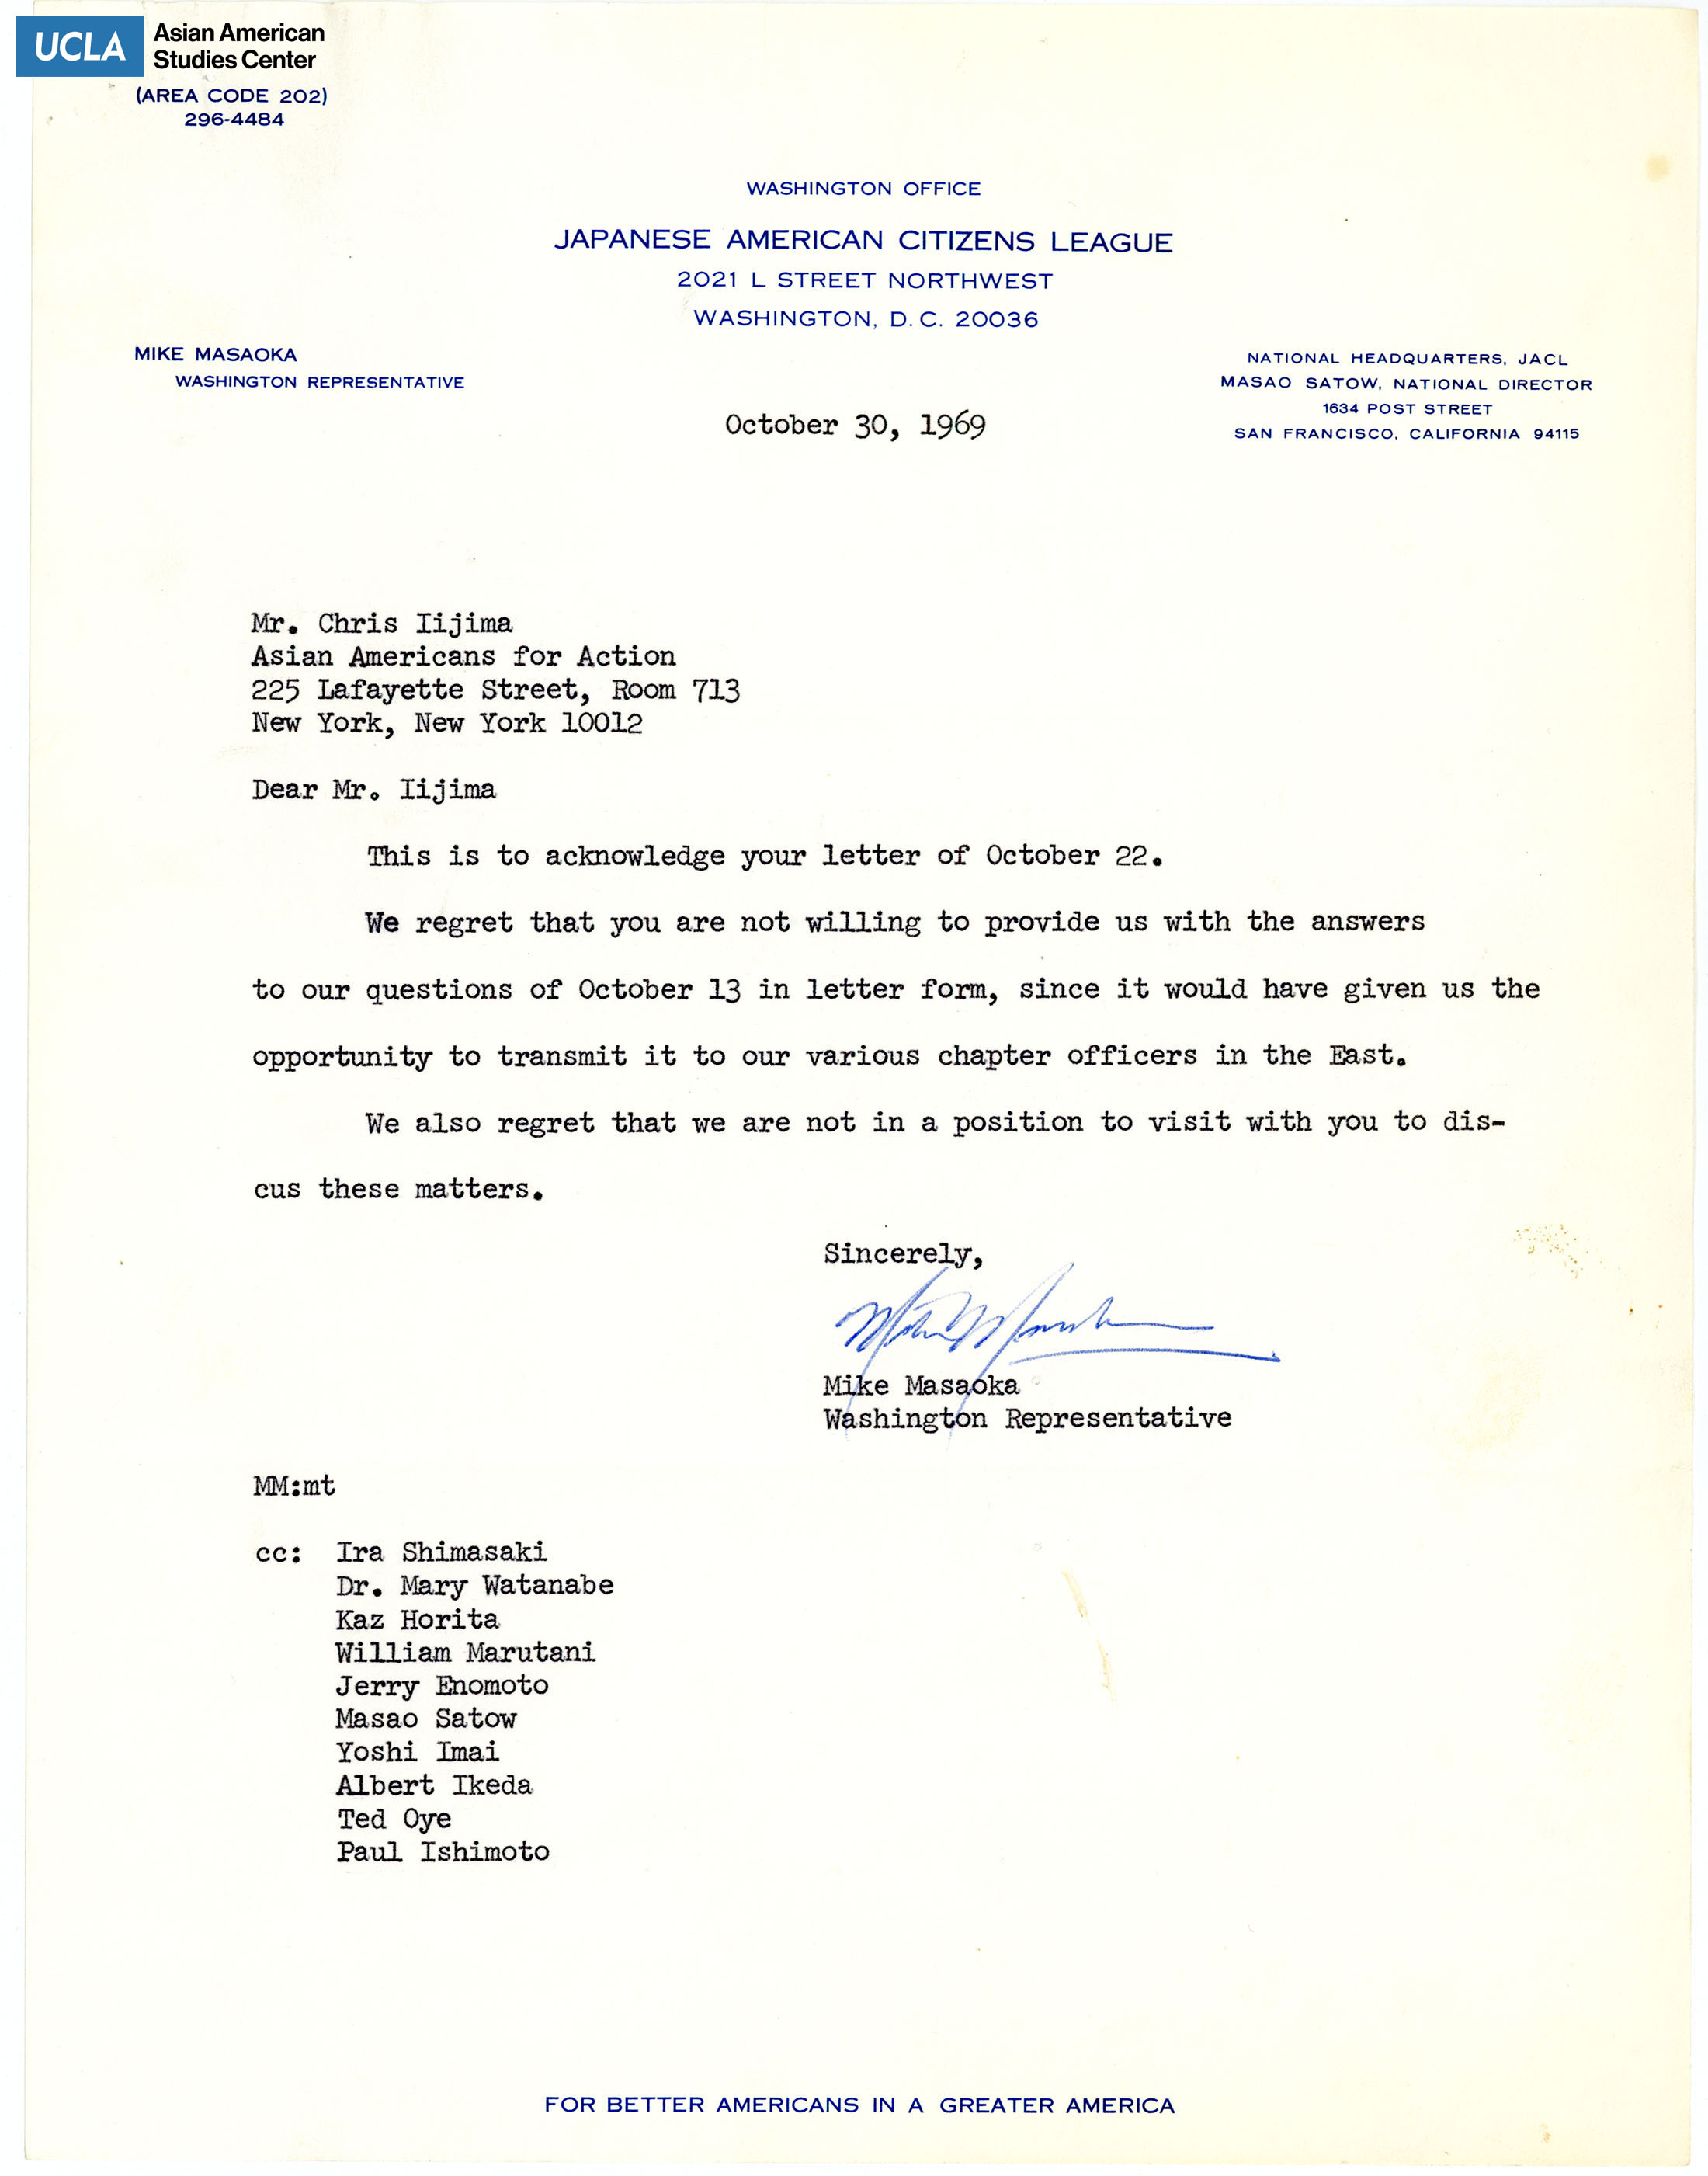 UCLA Asian American
Studies Center
(AREA CODE 202)
296-4484
WASHINGTON OFFICE
JAPANESE AMERICAN CITIZENS LEAGUE
2021 L STREET NORTHWEST
WASHINGTON, D. C. 20036
MIKE MASAOKA
WASHINGTON REPRESENTATIVE
NATIONAL HEADQUARTERS, JACL
MASAO SATOW, NATIONAL DIRECTOR
1634 POST STREET
SAN FRANCISCO, CALIFORNIA 94115
October 30, 1969
Mr. Chris Iijima
Asian Americans for Action
225 Lafayette Street, Room 713
New York, New York 10012
Dear Mr. Iijima
This is to acknowledge your letter of October 22.
We regret that you are not willing to provide us with the answers
to our questions of October 13 in letter form, since it would have given us the
opportunity to transmit it to our various chapter officers in the East.
We also regret that we are not in a position to visit with you to dis-
cus these matters.
Sincerely,
Mike Masaoka
Mike Masaoka
Washington Representative
MM:mt
cc: Ira Shimasaki
Dr. Mary Watanabe
Kaz Horita
William Marutani
Jerry Enomoto
Masao Satow
Yoshi Imai
Albert Ikeda
Ted Oye
Paul Ishimoto
FOR BETTER AMERICANS IN A GREATER AMERICA